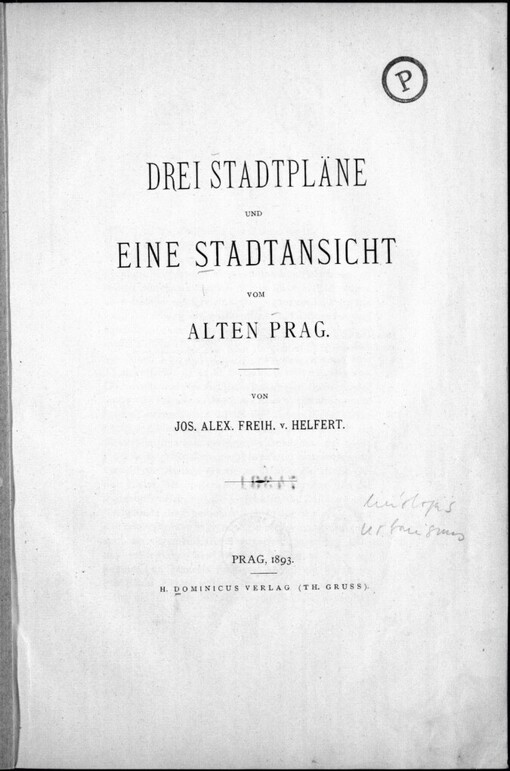 P
DREI STADTPLÄNE
UND
EINE STADTANSICHT
VOM
ALTEN PRAG.
VON
JOS. ALEX. FREIH. v. HELFERT.
PRAG, 1893.
H. DOMINICUS VERLAG (TH. GRUSS).